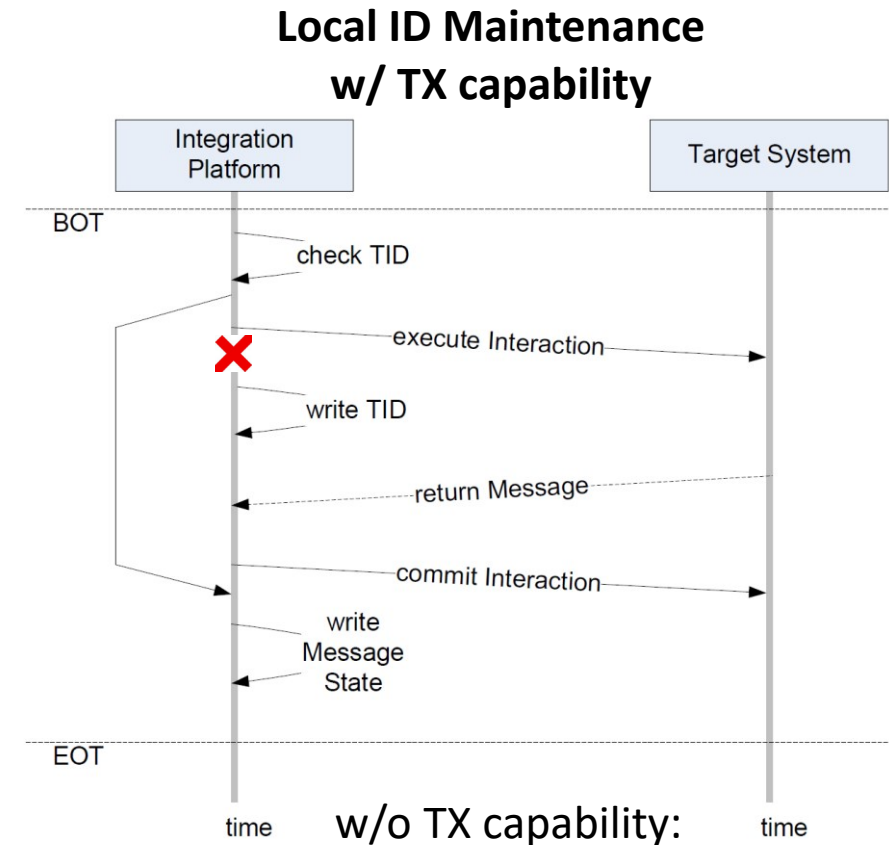 Local ID Maintenance
w/ TX capability
Integration
Platform
Target System
BOT
check TID
execute Interaction
write TID
return Message
commit Interaction
write
Message
State
EOT
time
w/o TX capability:
time